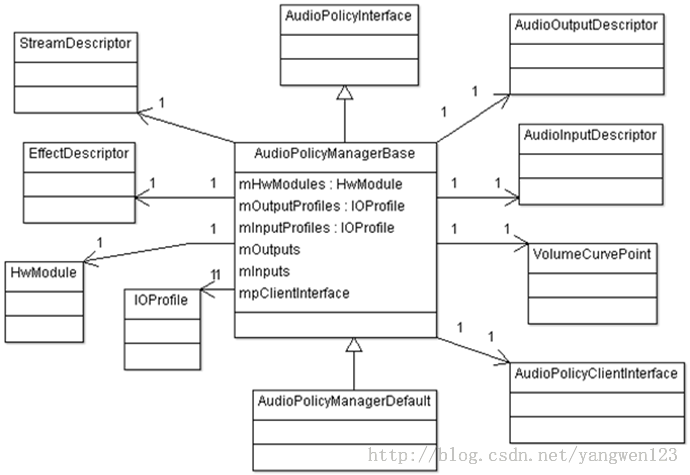 AudioPolicyInterface
StreamDescriptor
AudioOutputDescriptor
1
1
1
AudioPolicyManagerBase
mHwModules : HwModule
mOutputProfiles : IOProfile
mInputProfiles : IOProfile
mOutputs
mInputs
mpClientInterface
EffectDescriptor
1
1
AudioInputDescriptor
1
1
HwModule
1
1
VolumeCurvePoint
1
1
IOProfile
11
AudioPolicyClientInterface
1
1
AudioPolicyManagerDefault
http://blog.csdn.net/yangwen123